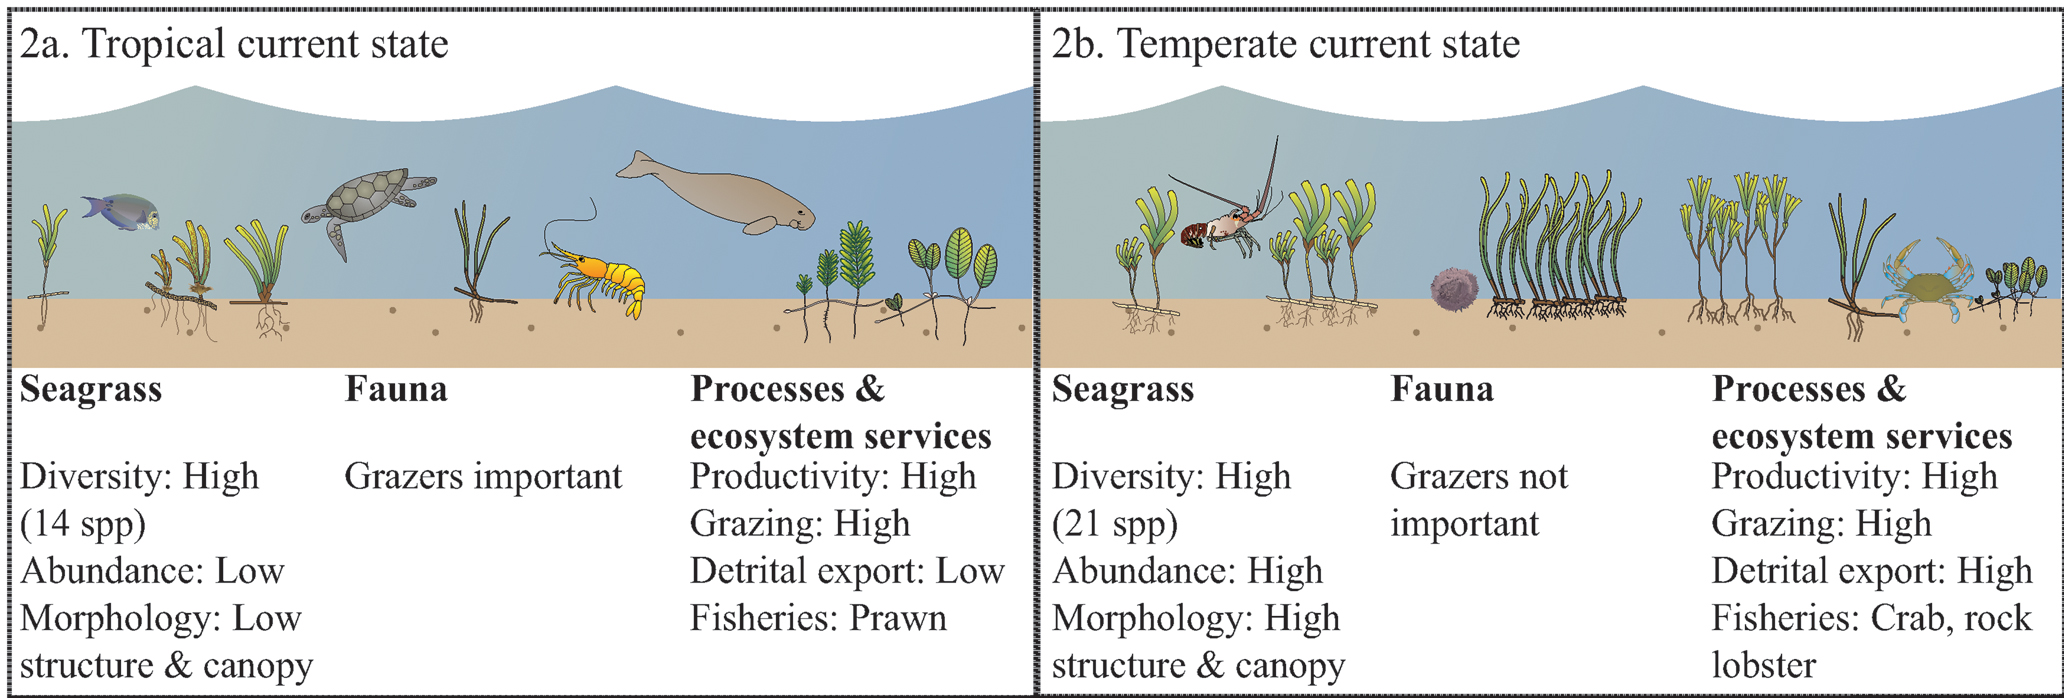 2a. Tropical current state
Seagrass
Fauna
Processes &
ecosystem services
Diversity: High
(14 spp)
Abundance: Low
Morphology: Low
structure & canopy
Grazers important
Productivity: High
Grazing: High
Detrital export: Low
Fisheries: Prawn
2b. Temperate current state
Seagrass
Fauna
Processes &
ecosystem services
Diversity: High
(21 spp)
Abundance: High
Morphology: High
structure & canopy
Grazers not
important
Productivity: High
Grazing: High
Detrital export: High
Fisheries: Crab, rock
lobster